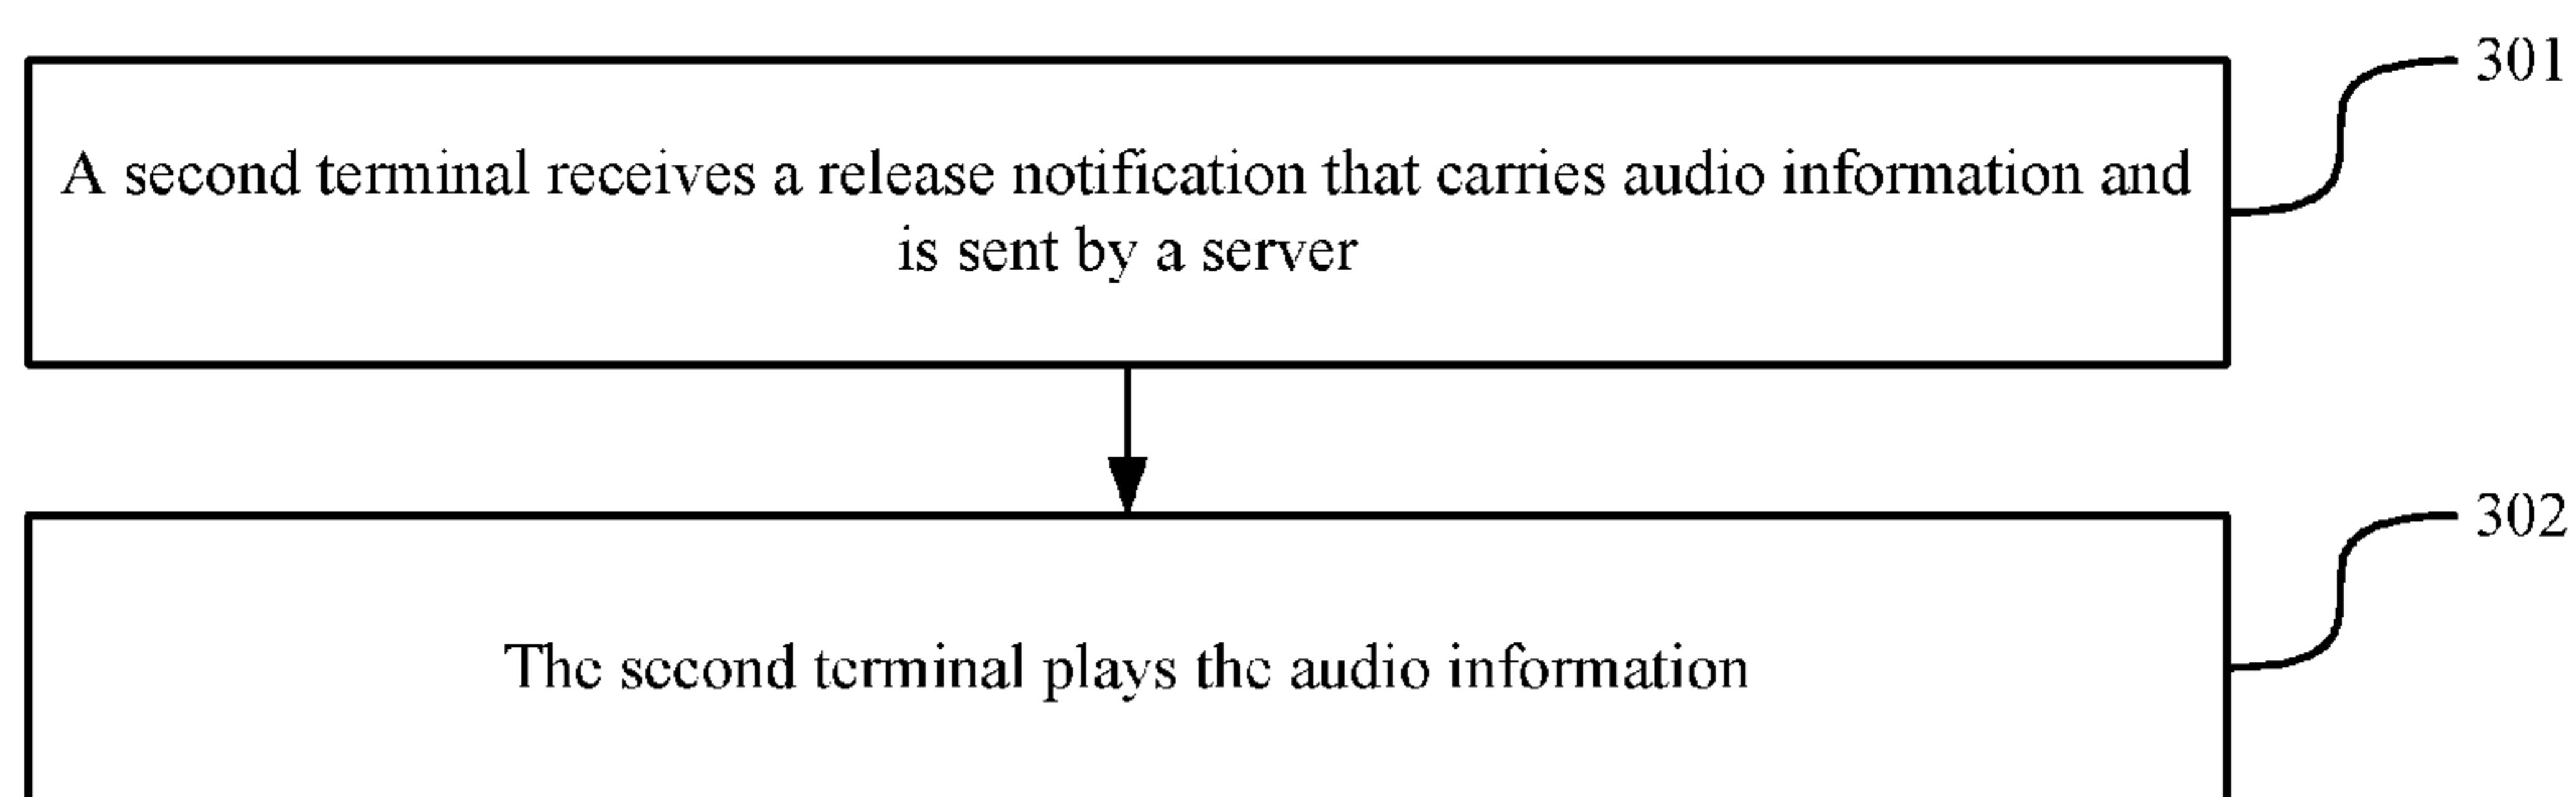 301
A second terminal receives a release notification that carries audio information and
is sent by a server
302
The second terminal plays the audio information